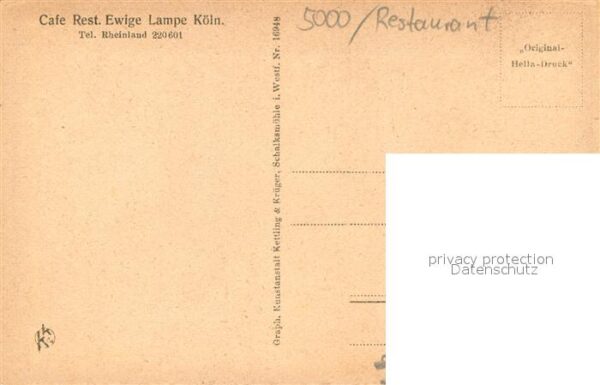 Cafe Rest. Ewige Lampe Köln.
Tel. Rheinland 220601
Graph. Kunstanstalt Kettling & Krüger, Schalksmühle i. Westf. Nr. 16948
5000/Restaurant
„Original-
Hella-Druck“
privacy protection
Datenschutz